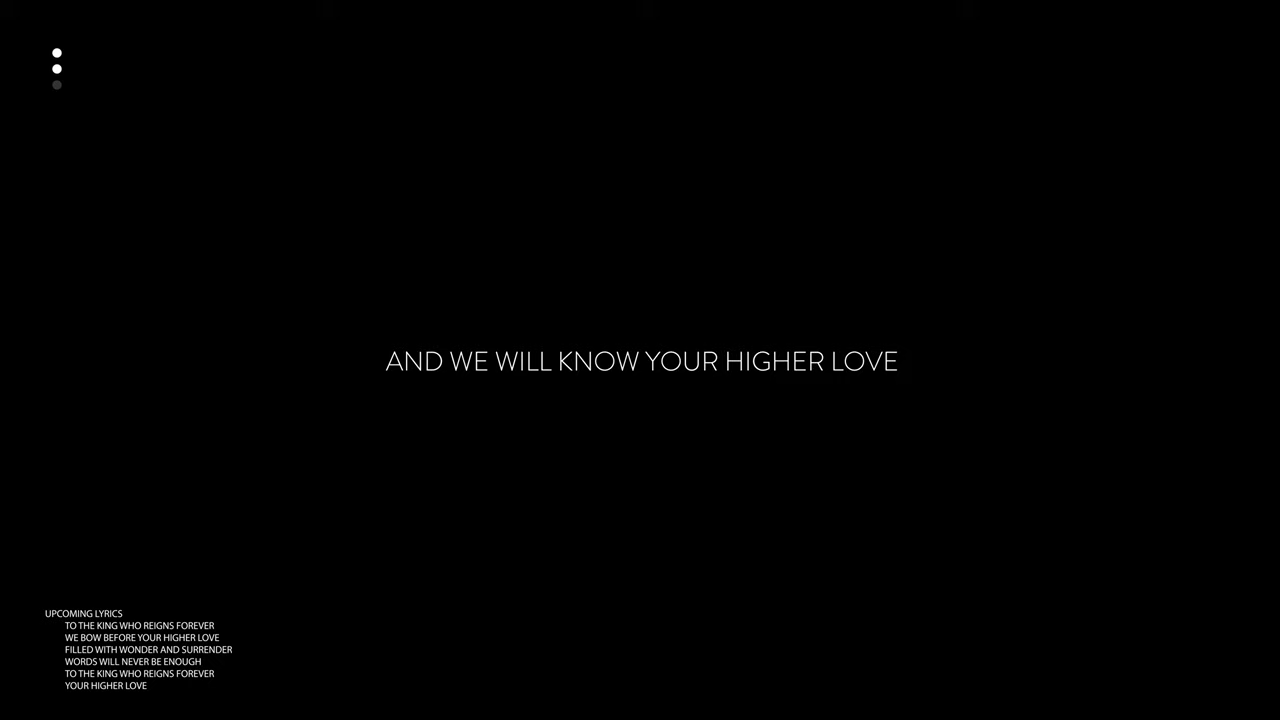 AND WE WILL KNOW YOUR HIGHER LOVE
UPCOMING LYRICS
TO THE KING WHO REIGNS FOREVER
WE BOW BEFORE YOUR HIGHER LOVE
FILLED WITH WONDER AND SURRENDER
WORDS WILL NEVER BE ENOUGH
TO THE KING WHO REIGNS FOREVER
YOUR HIGHER LOVE